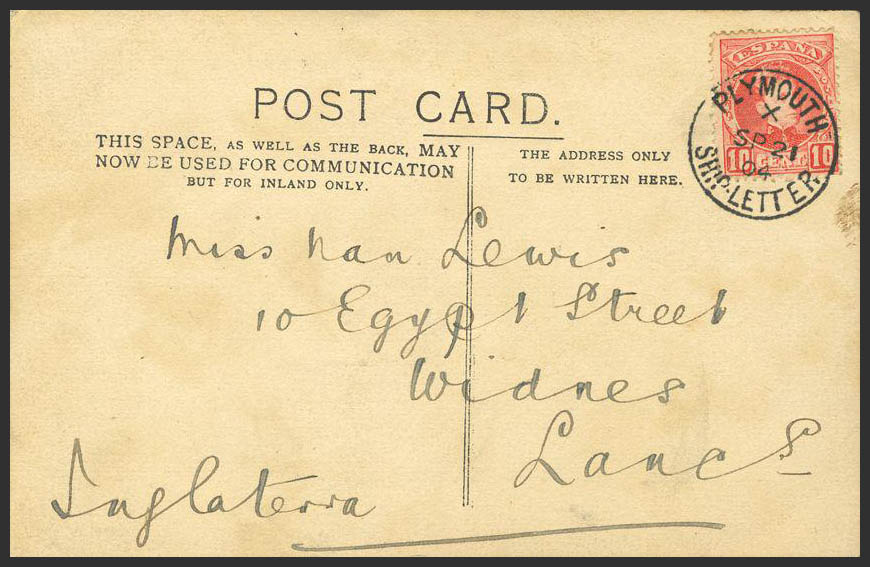 ESPAÑA
10 CENT. 10
PLYMOUTH
X
SP 21
04
SHIP-LETTER
POST CARD.
THIS SPACE, AS WELL AS THE BACK, MAY
NOW BE USED FOR COMMUNICATION
BUT FOR INLAND ONLY.
THE ADDRESS ONLY
TO BE WRITTEN HERE.
Miss Nan Lewis
10 Egypt Street
Widnes
Lancs
Inglaterra